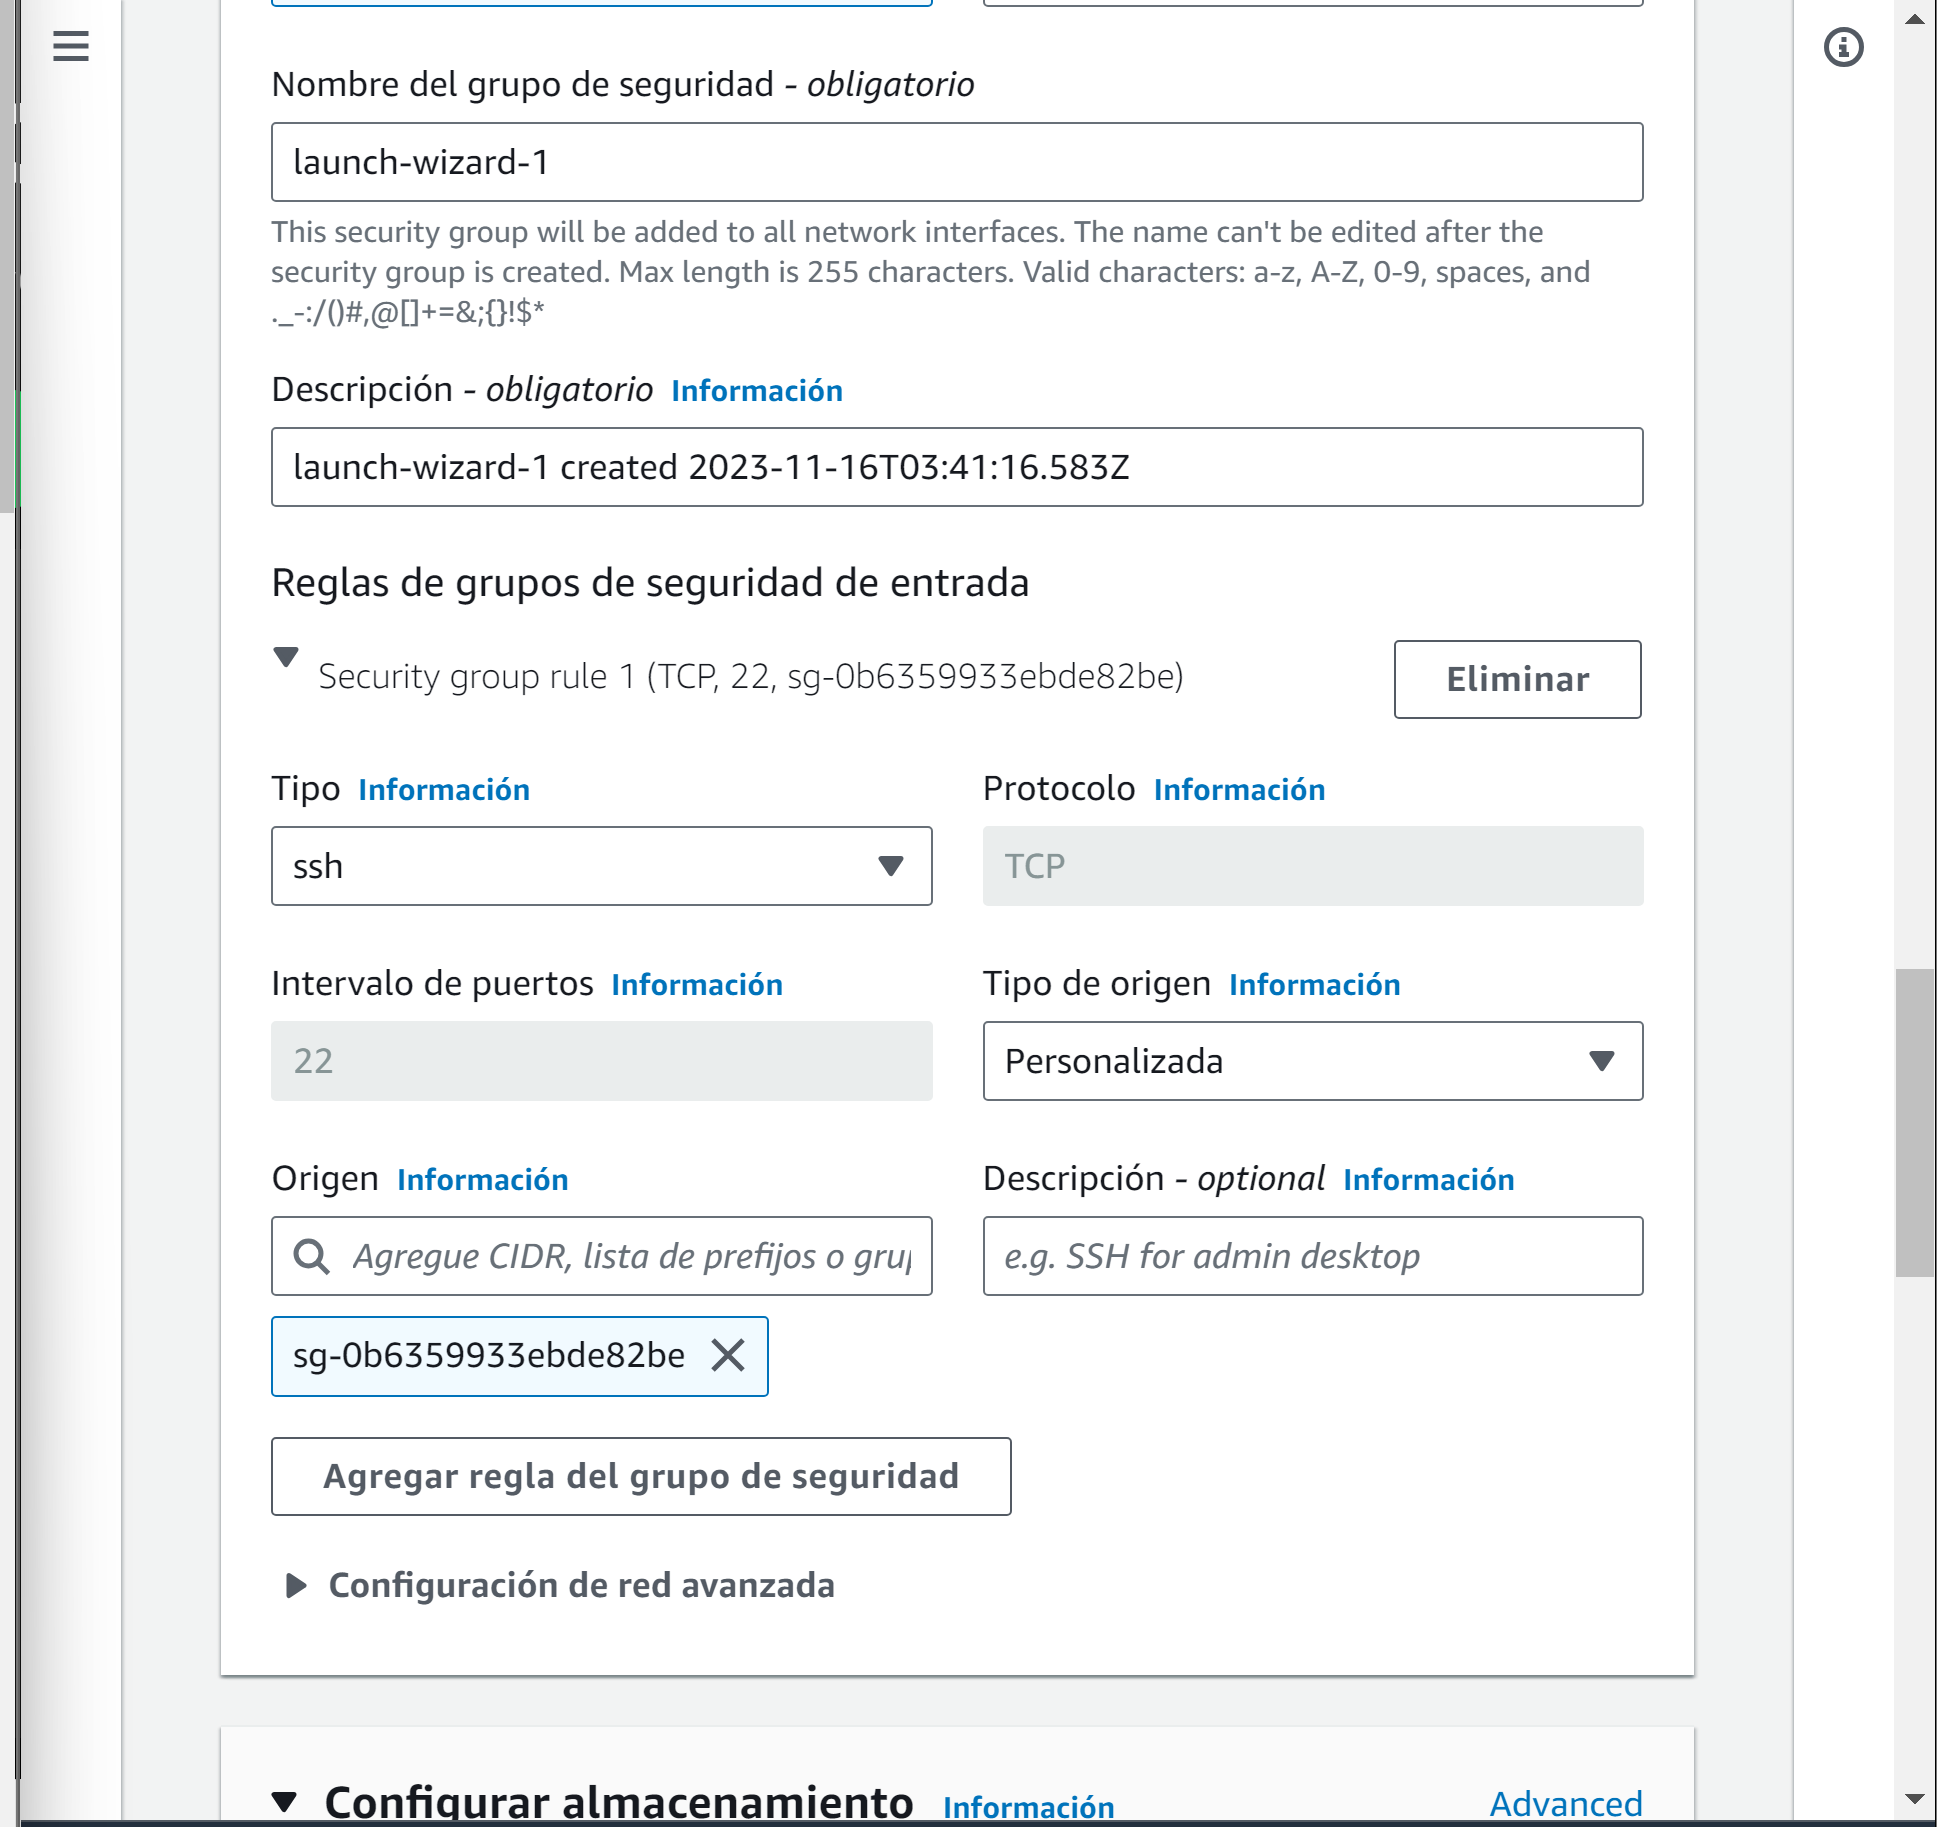 Nombre del grupo de seguridad - obligatorio
launch-wizard-1
This security group will be added to all network interfaces. The name can't be edited after the
security group is created. Max length is 255 characters. Valid characters: a-z, A-Z, 0-9, spaces, and
._-:/()#,@[]+=&;{}!$*
Descripción - obligatorio Información
launch-wizard-1 created 2023-11-16T03:41:16.583Z
Reglas de grupos de seguridad de entrada
Security group rule 1 (TCP, 22, sg-0b6359933ebde82be)
Eliminar
Tipo Información
Protocolo Información
ssh
TCP
Intervalo de puertos Información
Tipo de origen Información
22
Personalizada
Origen Información
Descripción - optional Información
Agregue CIDR, lista de prefijos o gru
e.g. SSH for admin desktop
sg-0b6359933ebde82be
Agregar regla del grupo de seguridad
Configuración de red avanzada
Configurar almacenamiento Información
Advanced